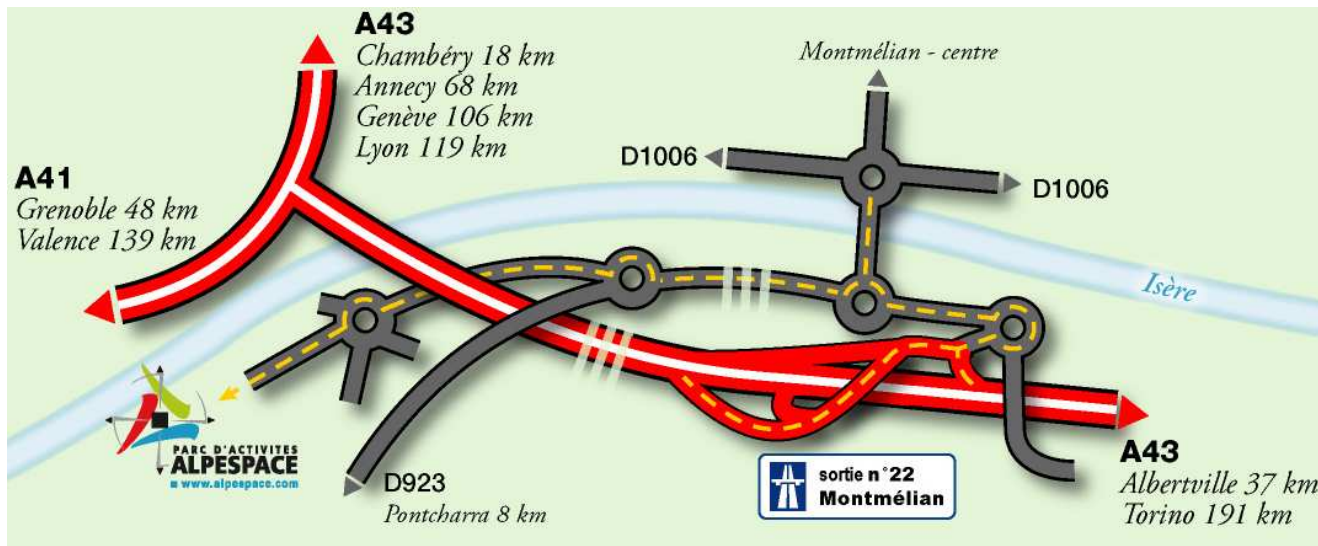 A43
Chambéry 18 km
Annecy 68 km
Genève 106 km
Lyon 119 km
Montmélian - centre
D1006
D1006
A41
Grenoble 48 km
Valence 139 km
Isère
PARC D'ACTIVITES
ALPESPACE
www.alpespace.com
D923
Pontcharra 8 km
sortie n°22
Montmélian
A43
Albertville 37 km
Torino 191 km